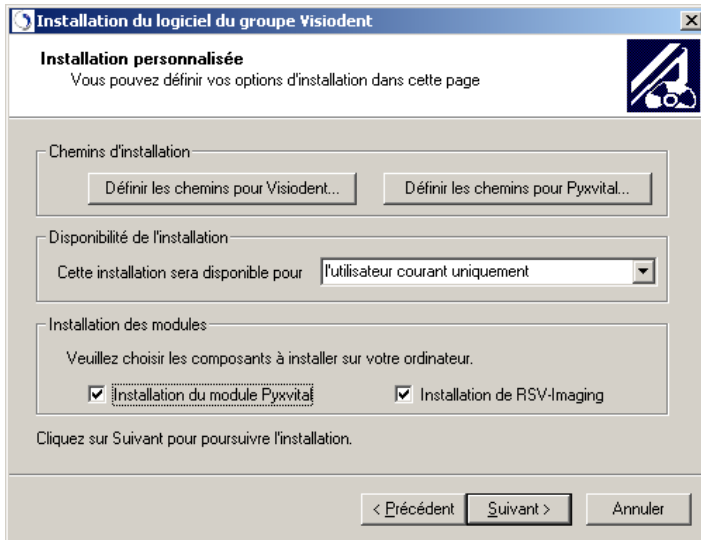 Installation du logiciel du groupe Visiodent
Installation personnalisée
Vous pouvez définir vos options d'installation dans cette page
Chemins d'installation
Définir les chemins pour Visiodent...
Définir les chemins pour Pyxvital...
Disponibilité de l'installation
Cette installation sera disponible pour
l'utilisateur courant uniquement
Installation des modules
Veuillez choisir les composants à installer sur votre ordinateur.
Installation du module Pyxvital
Installation de RSV-Imaging
Cliquez sur Suivant pour poursuivre l'installation.
< Précédent
Suivant >
Annuler